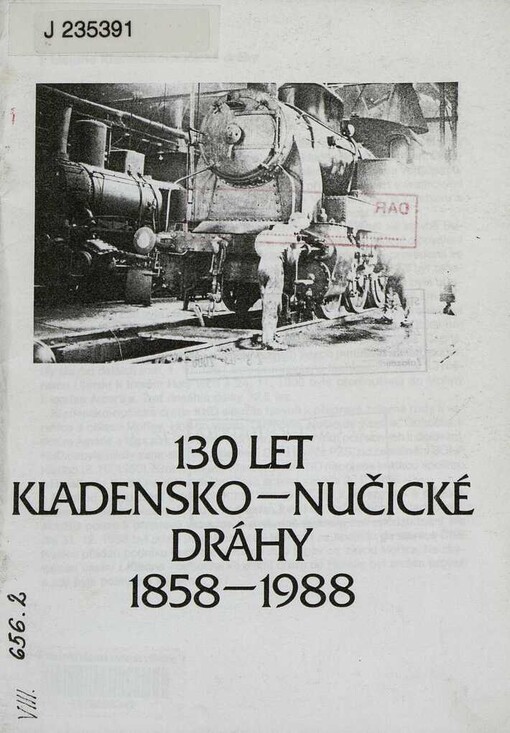 J 235391
DAR
130 LET
KLADENSKO—NUČICKÉ
DRÁHY
1858—1988
VIII. 656.2